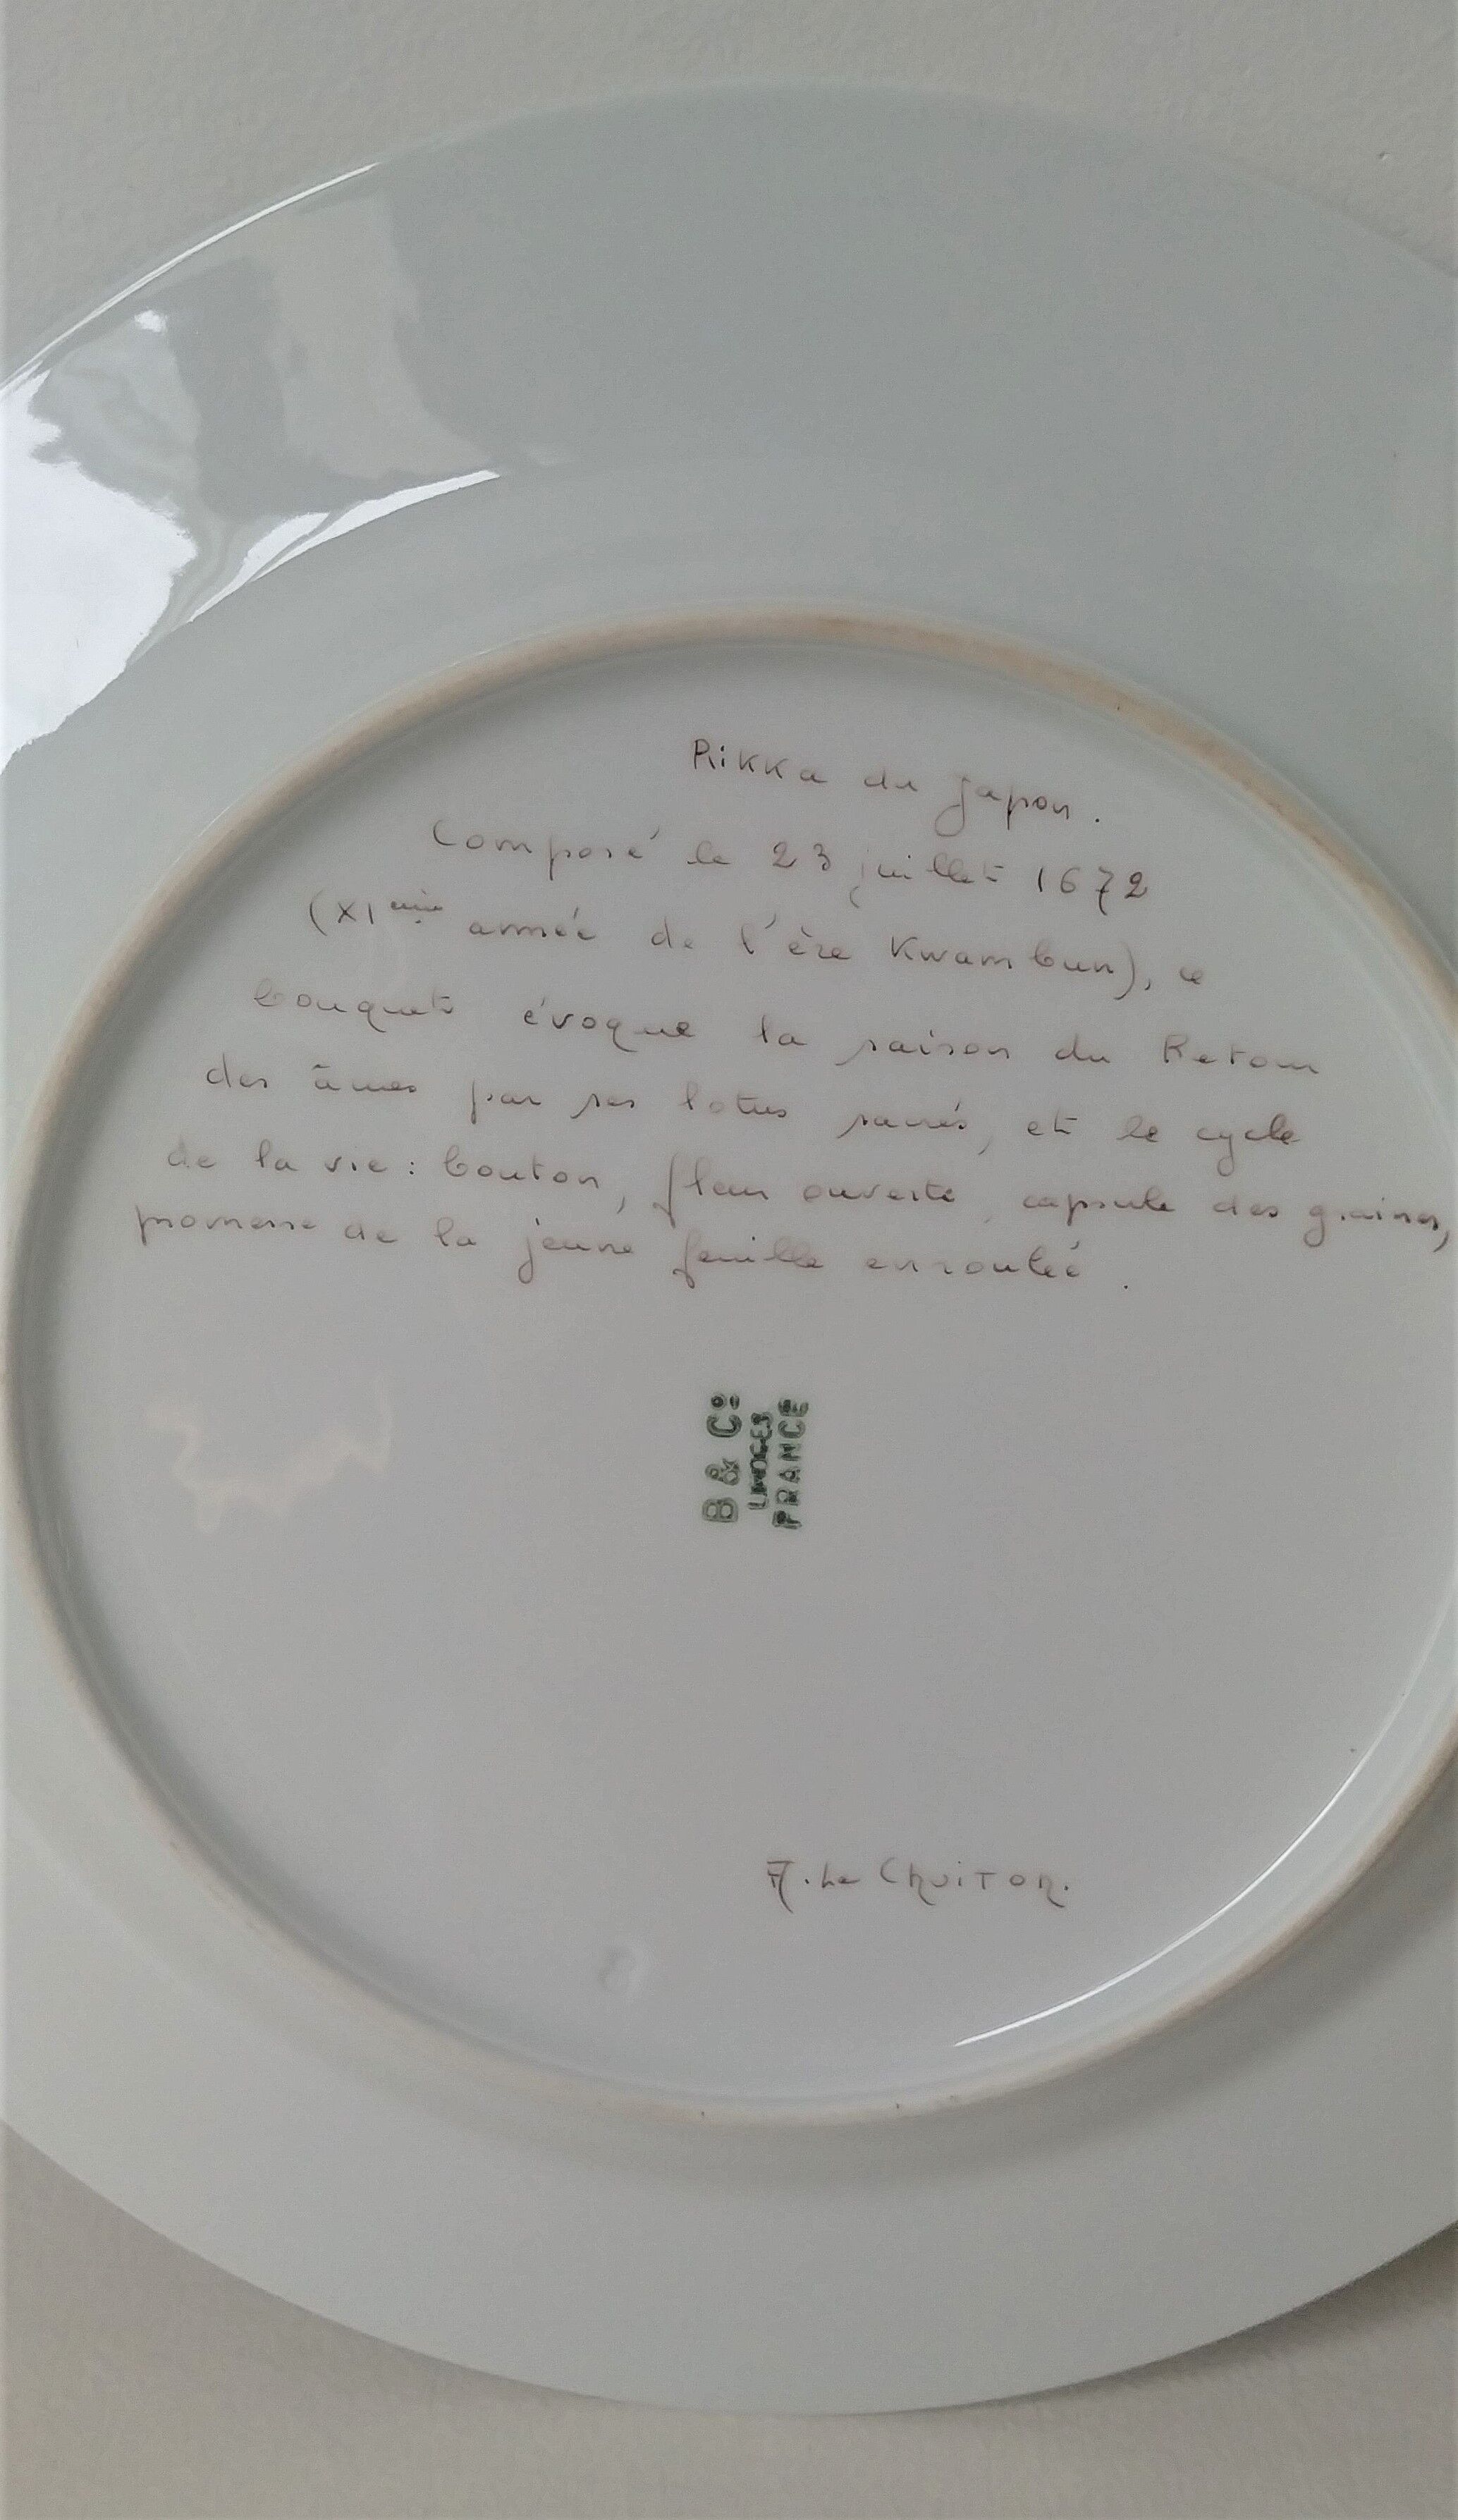 Rikka du Japon.
Composé le 23 juillet 1672
(XIème année de l'ère Kwambun), ce
bouquet évoque la saison du Retour
des âmes par ses lotus sacrés, et le cycle
de la vie : bouton, fleur ouverte, capsule des graines,
promesse de la jeune feuille enroulée.
B & Co
LIMOGES
FRANCE
A. Le Chuiton.